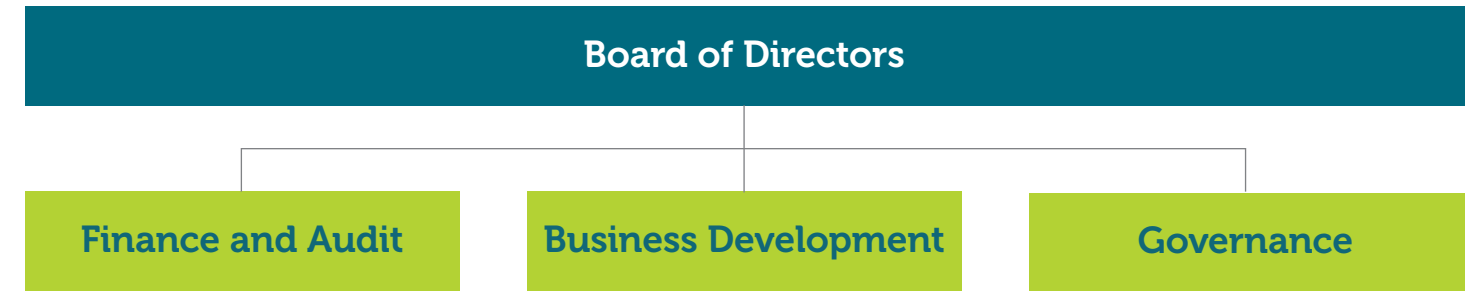 Board of Directors
Finance and Audit
Business Development
Governance